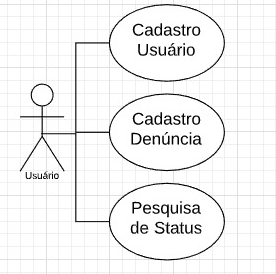 Cadastro
Usuário
Cadastro
Denúncia
Usuário
Pesquisa
de Status